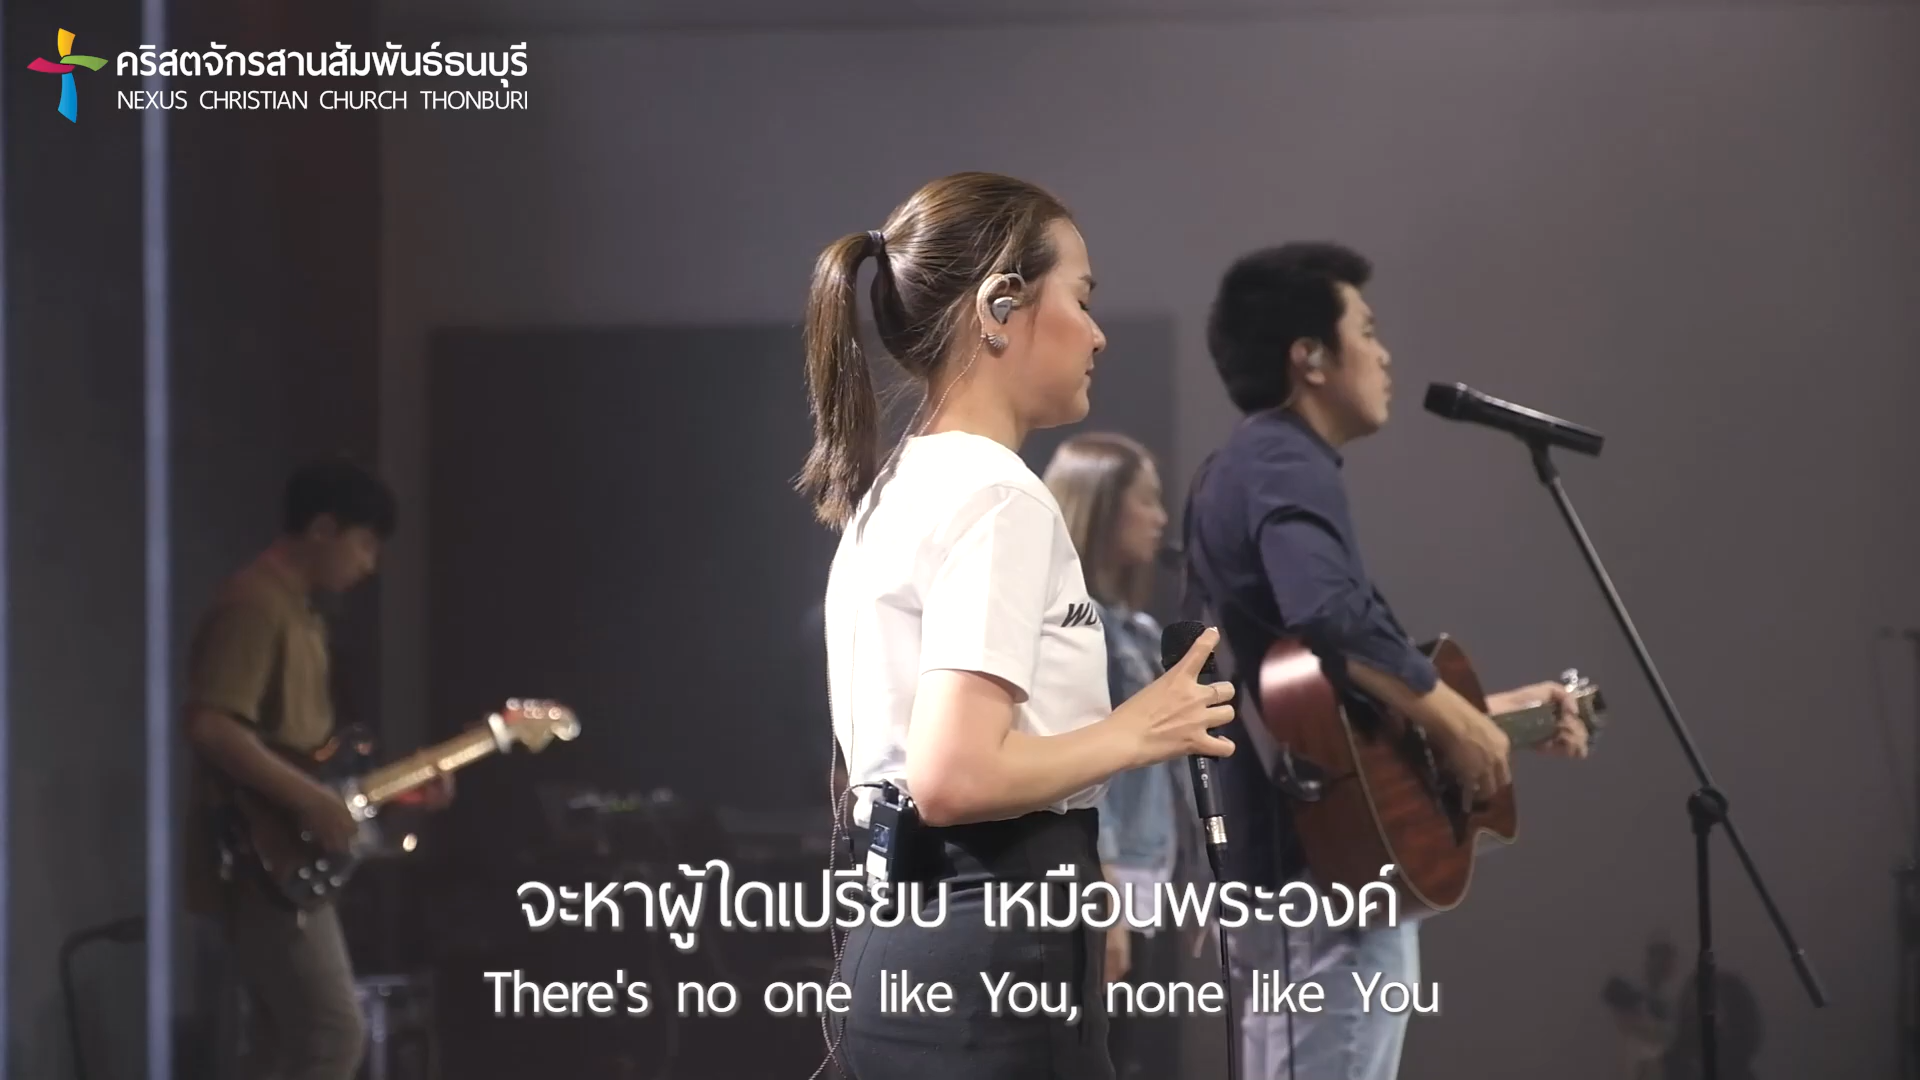 คริสตจักรสานสัมพันธ์ธนบุรี
NEXUS CHRISTIAN CHURCH THONBURI
จะหาผู้ใดเปรียบ เหมือนพระองค์
There's no one like You, none like You